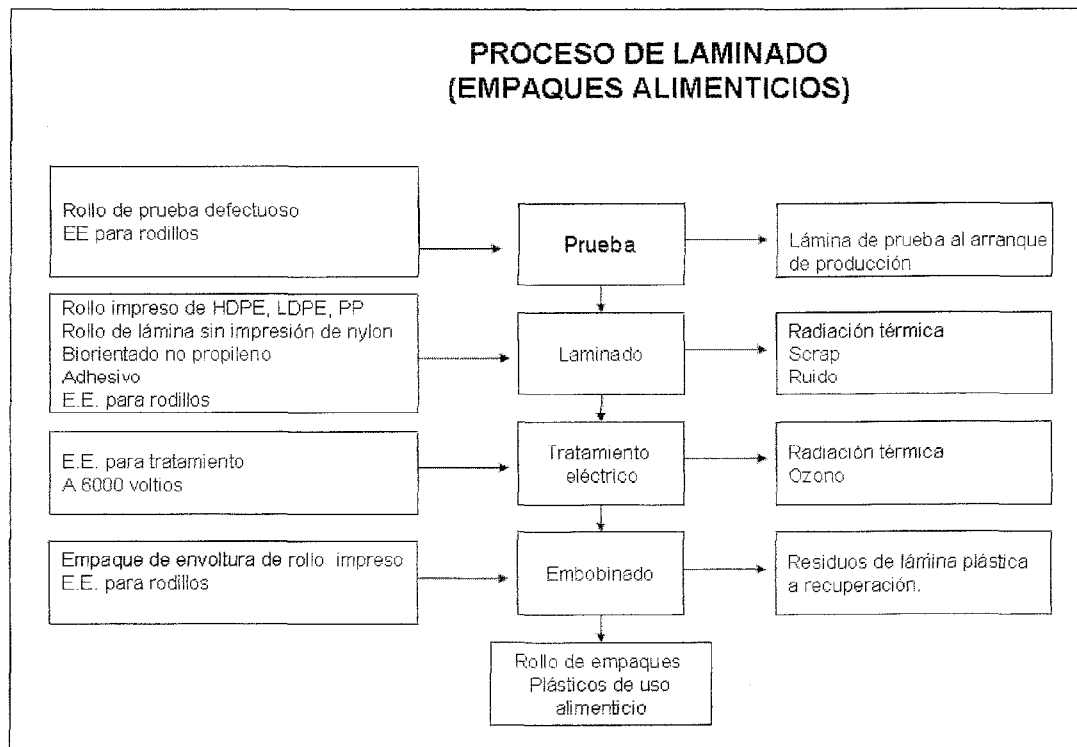 PROCESO DE LAMINADO
(EMPAQUES ALIMENTICIOS)
Rollo de prueba defectuoso
EE para rodillos
Prueba
Lámina de prueba al arranque
de producción
Rollo impreso de HDPE, LDPE, PP
Rollo de lámina sin impresión de nylon
Biorientado no propileno
Adhesivo
E.E. para rodillos
Laminado
Radiación térmica
Scrap
Ruido
E.E. para tratamiento
A 6000 voltios
Tratamiento
eléctrico
Radiación térmica
Ozono
Empaque de envoltura de rollo impreso
E.E. para rodillos
Embobinado
Residuos de lámina plástica
a recuperación.
Rollo de empaques
Plásticos de uso
alimenticio